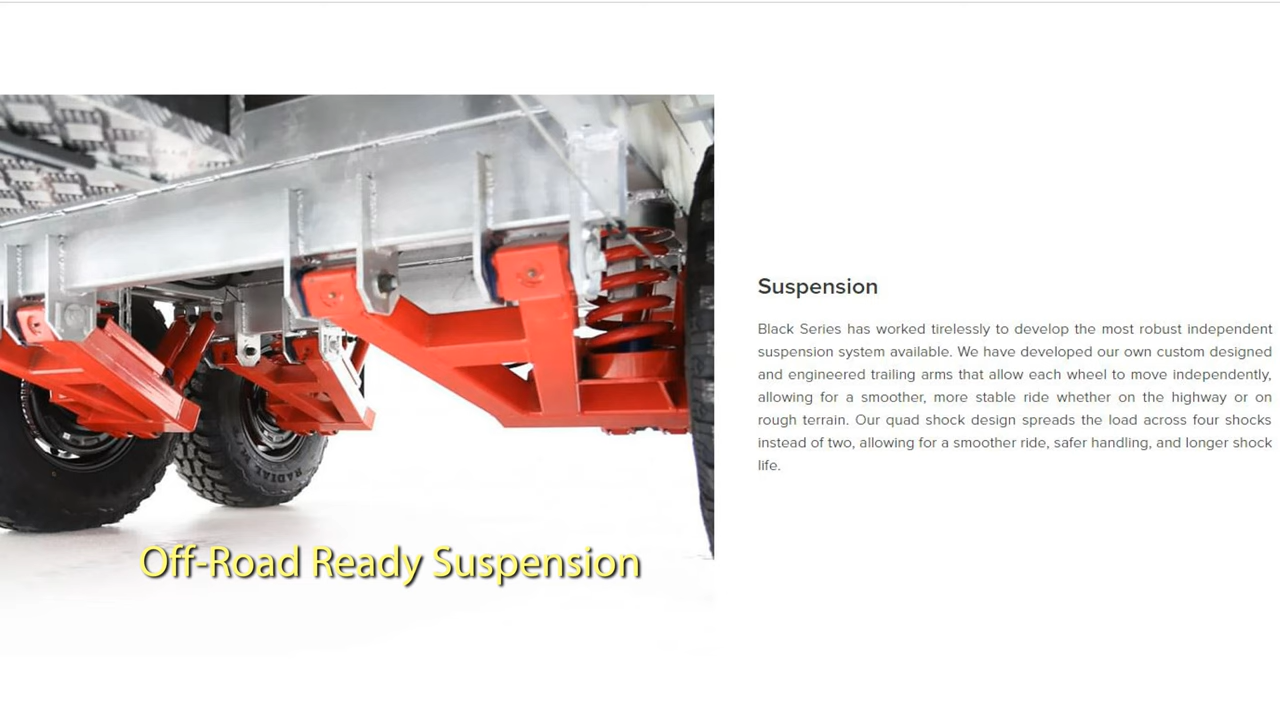 Suspension
Black Series has worked tirelessly to develop the most robust independent
suspension system available. We have developed our own custom designed
and engineered trailing arms that allow each wheel to move independently,
allowing for a smoother, more stable ride whether on the highway or on
rough terrain. Our quad shock design spreads the load across four shocks
instead of two, allowing for a smoother ride, safer handling, and longer shock
life.
RADIAL
Off-Road Ready Suspension